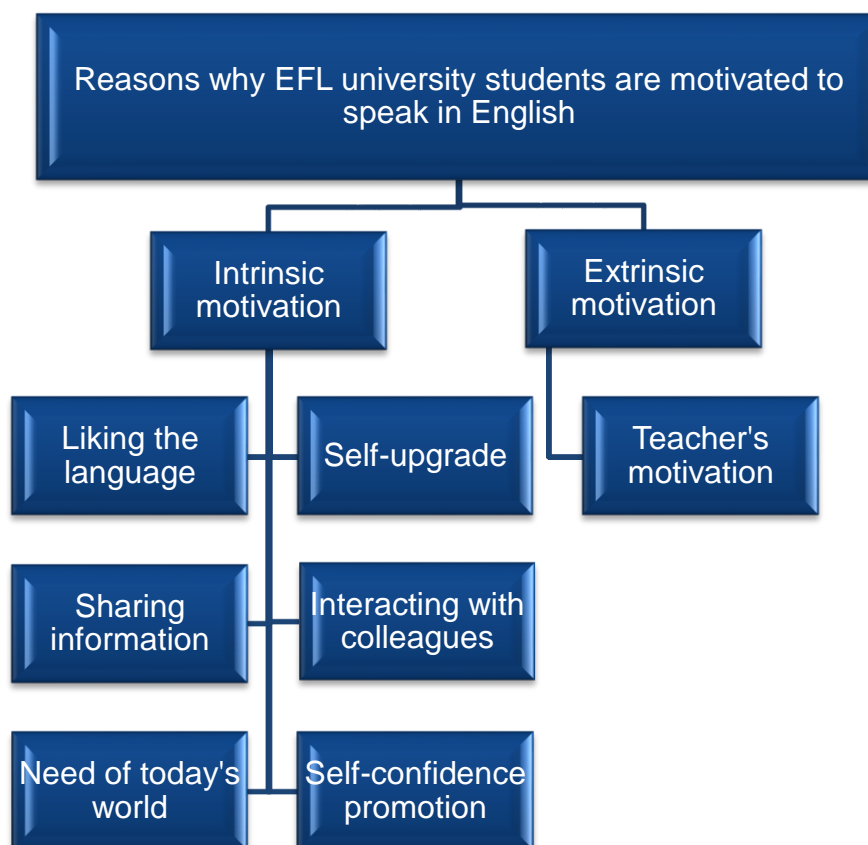 Reasons why EFL university students are motivated to
speak in English
Intrinsic
motivation
Extrinsic
motivation
Liking the
language
Self-upgrade
Teacher's
motivation
Sharing
information
Interacting with
colleagues
Need of today's
world
Self-confidence
promotion